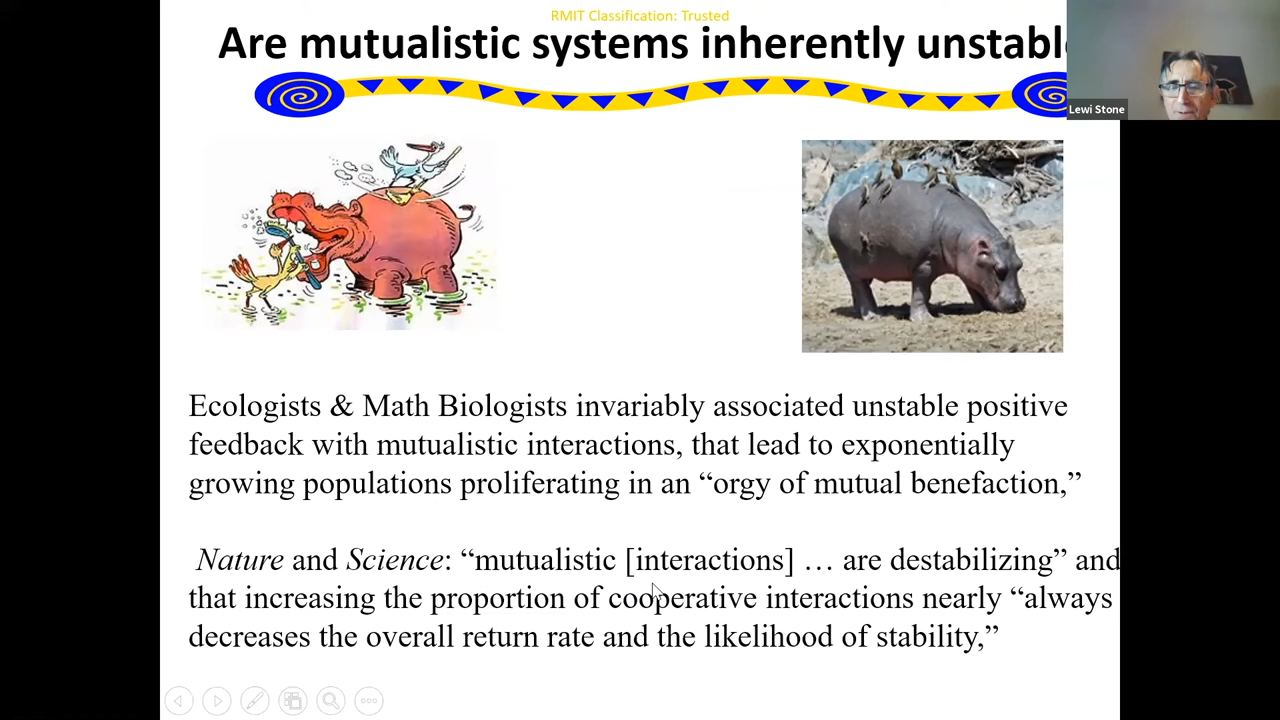 RMIT Classification: Trusted
Are mutualistic systems inherently unstabl
Lewi Stone
Ecologists & Math Biologists invariably associated unstable positive
feedback with mutualistic interactions, that lead to exponentially
growing populations proliferating in an “orgy of mutual benefaction,”
Nature and Science: “mutualistic [interactions] … are destabilizing” and
that increasing the proportion of cooperative interactions nearly “always
decreases the overall return rate and the likelihood of stability,”